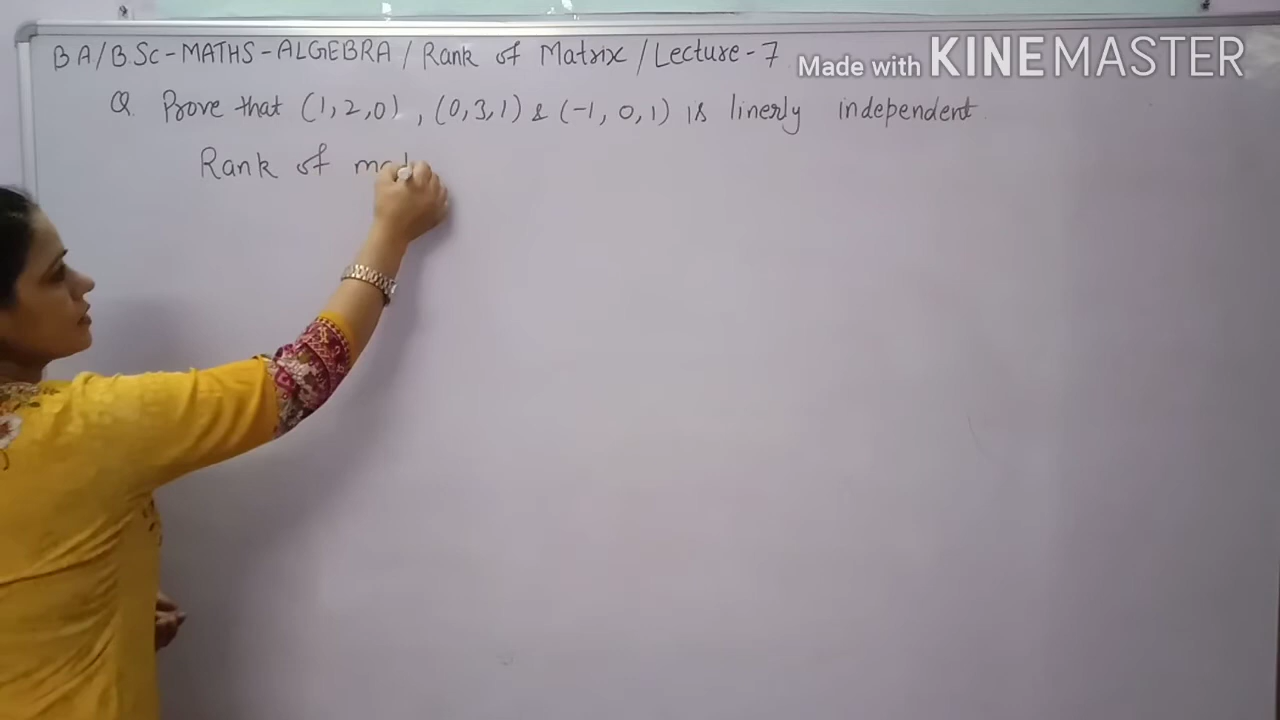 BA/B.Sc-MATHS-ALGEBRA/Rank of Matrix/Lecture-7
Made with KINEMASTER
Q. Prove that (1,2,0), (0,3,1) & (-1, 0,1) is linerly independent.
Rank of